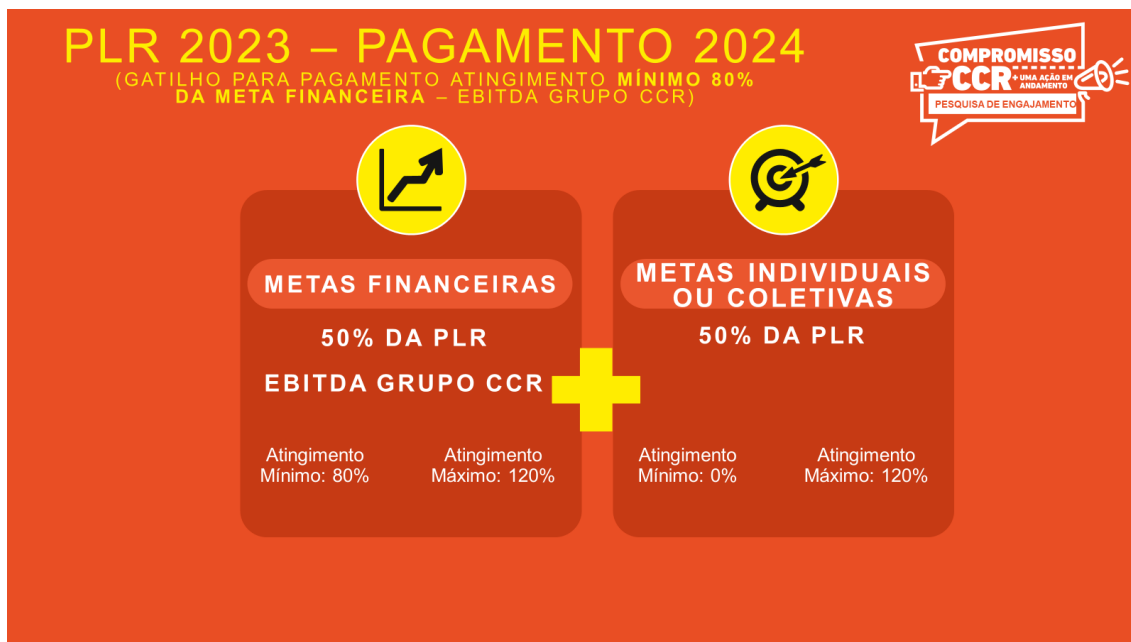 PLR 2023 – PAGAMENTO 2024
(GATILHO PARA PAGAMENTO ATINGIMENTO MÍNIMO 80%
DA META FINANCEIRA – EBITDA GRUPO CCR)
COMPROMISSO
CCR + UMA AÇÃO EM
ANDAMENTO
PESQUISA DE ENGAJAMENTO
METAS FINANCEIRAS
50% DA PLR
EBITDA GRUPO CCR
Atingimento
Mínimo: 80%
Atingimento
Máximo: 120%
METAS INDIVIDUAIS
OU COLETIVAS
50% DA PLR
Atingimento
Mínimo: 0%
Atingimento
Máximo: 120%